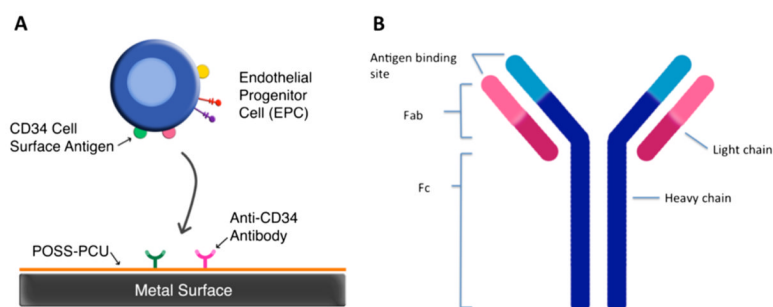 A
Endothelial
Progenitor
Cell (EPC)
CD34 Cell
Surface Antigen
Anti-CD34
Antibody
POSS-PCU
Metal Surface
B
Antigen binding
site
Fab
Light chain
Fc
Heavy chain